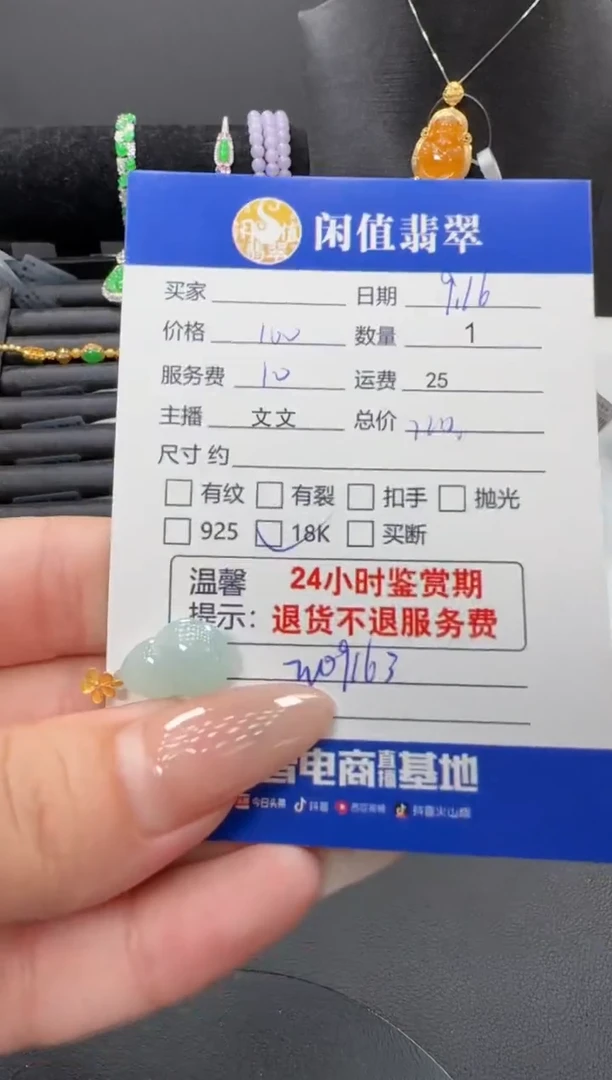 闲值翡翠
买家 日期 9.16
价格 100 数量 1
服务费 10 运费 25
主播 文文 总价
尺寸 约
有纹 有裂 扣手 抛光
925 18K 买断
温馨 24小时鉴赏期
提示: 退货不退服务费
电商直播基地
今日头条 抖音 西瓜视频 抖音火山版